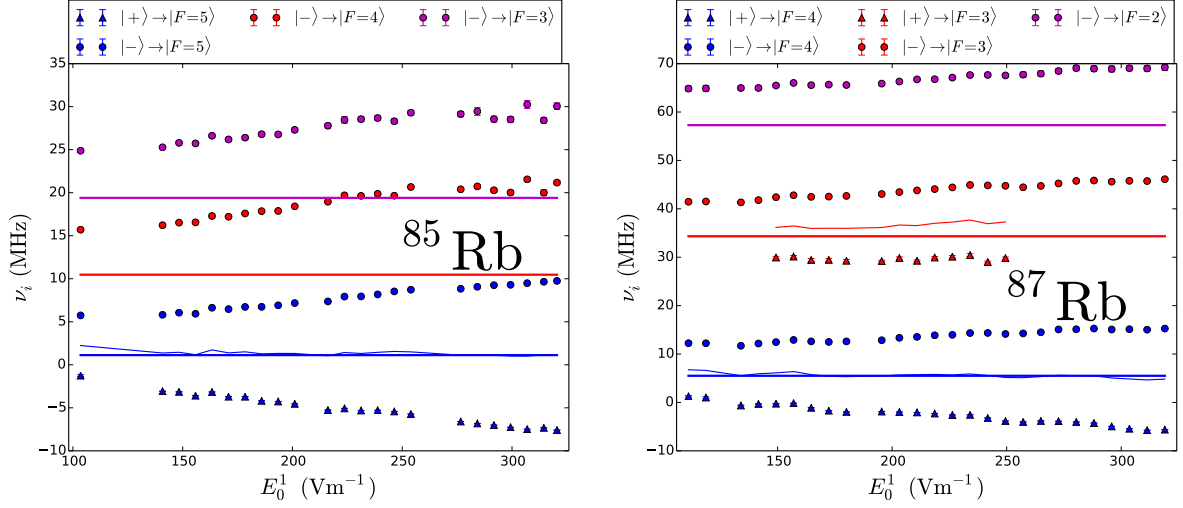 |+⟩→|F=5⟩ |−⟩→|F=4⟩ |−⟩→|F=3⟩
|−⟩→|F=5⟩
35
30
25
20
15
10
5
0
−5
−10
ν_i (MHz)
⁸⁵Rb
100 150 200 250 300
E₀¹ (Vm⁻¹)
|+⟩→|F=4⟩ |+⟩→|F=3⟩ |−⟩→|F=2⟩
|−⟩→|F=4⟩ |−⟩→|F=3⟩
70
60
50
40
30
20
10
0
−10
ν_i (MHz)
⁸⁷Rb
150 200 250 300
E₀¹ (Vm⁻¹)